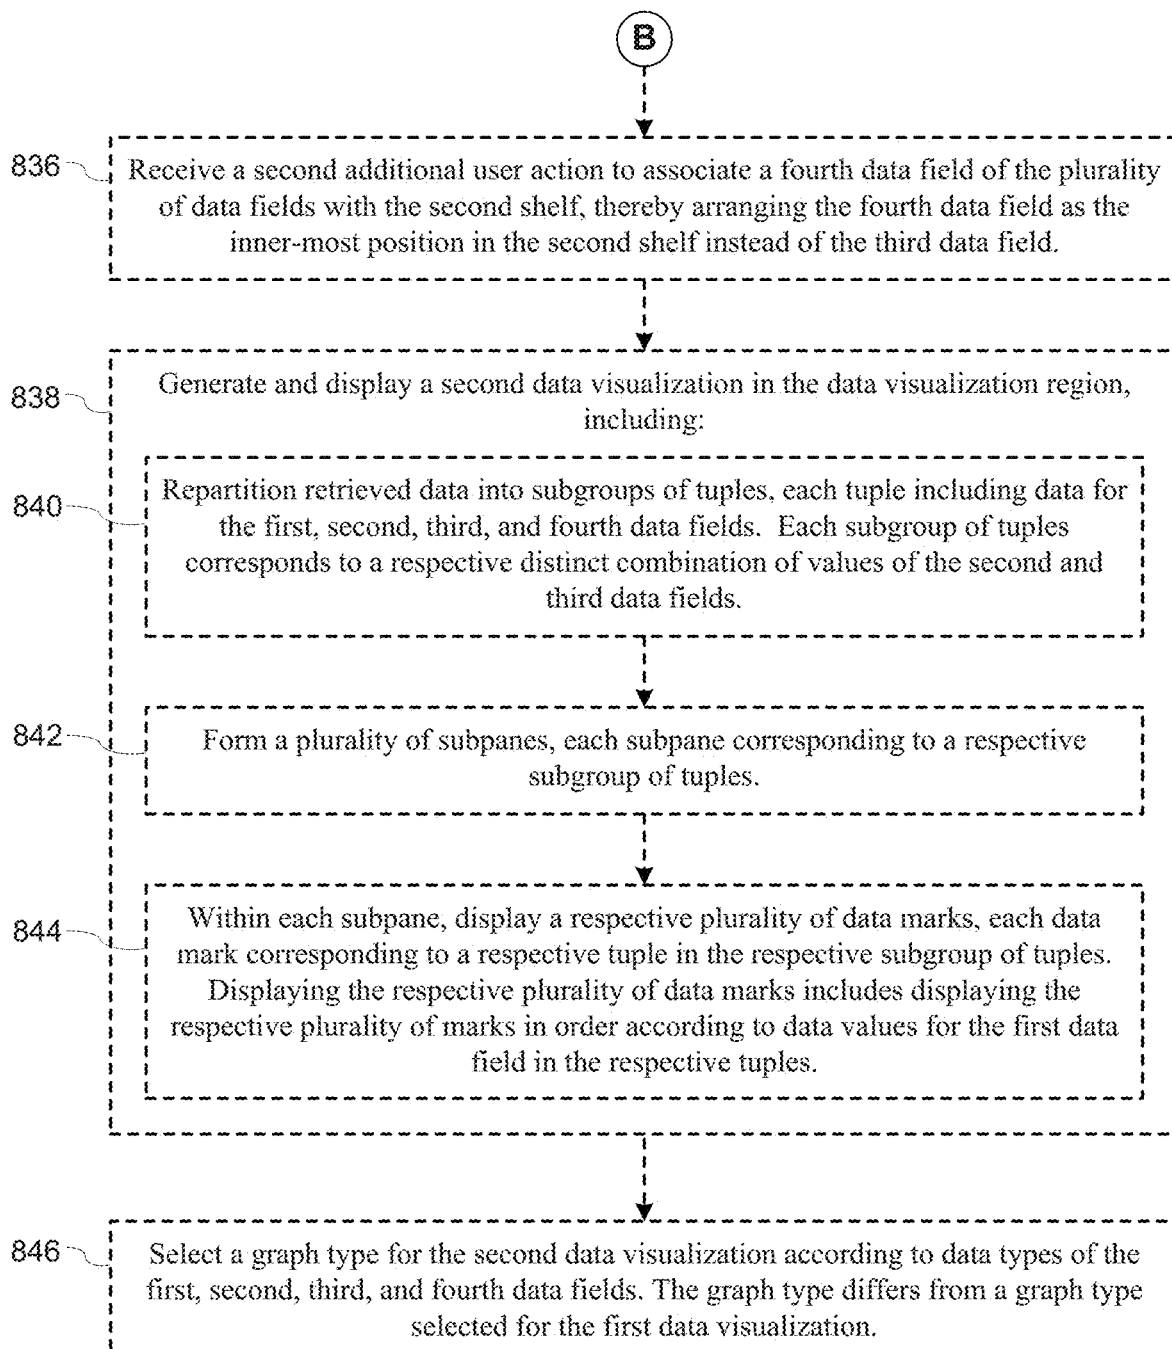 B
836
Receive a second additional user action to associate a fourth data field of the plurality
of data fields with the second shelf, thereby arranging the fourth data field as the
inner-most position in the second shelf instead of the third data field.
838
Generate and display a second data visualization in the data visualization region,
including:
840
Repartition retrieved data into subgroups of tuples, each tuple including data for
the first, second, third, and fourth data fields.  Each subgroup of tuples
corresponds to a respective distinct combination of values of the second and
third data fields.
842
Form a plurality of subpanes, each subpane corresponding to a respective
subgroup of tuples.
844
Within each subpane, display a respective plurality of data marks, each data
mark corresponding to a respective tuple in the respective subgroup of tuples.
Displaying the respective plurality of data marks includes displaying the
respective plurality of marks in order according to data values for the first data
field in the respective tuples.
846
Select a graph type for the second data visualization according to data types of the
first, second, third, and fourth data fields. The graph type differs from a graph type
selected for the first data visualization.